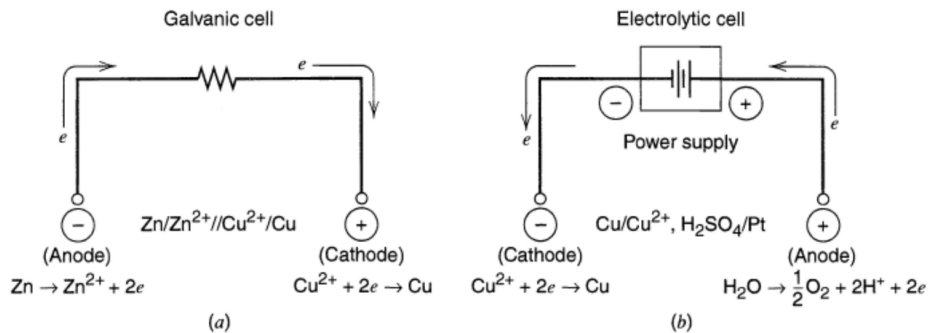 Galvanic cell
e
e
−
Zn/Zn²⁺//Cu²⁺/Cu
+
(Anode)
(Cathode)
Zn → Zn²⁺ + 2e
Cu²⁺ + 2e → Cu
(a)
Electrolytic cell
−
+
e
Power supply
e
−
Cu/Cu²⁺, H₂SO₄/Pt
+
(Cathode)
(Anode)
Cu²⁺ + 2e → Cu
H₂O → ½O₂ + 2H⁺ + 2e
(b)